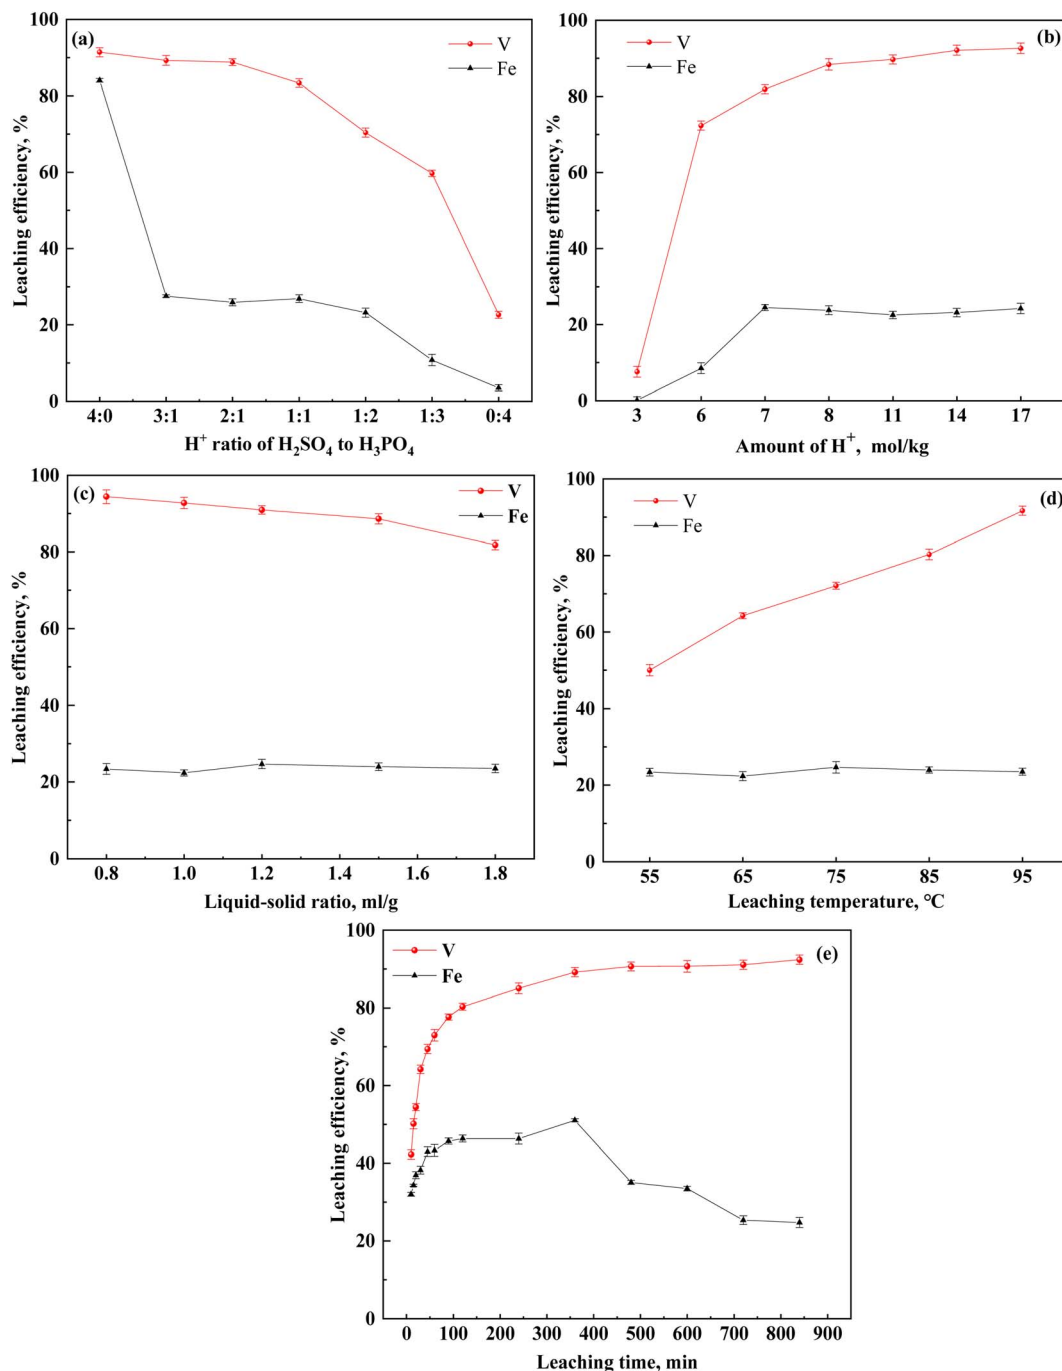 (a)
V
Fe
100
80
60
40
20
0
Leaching efficiency, %
4:0 3:1 2:1 1:1 1:2 1:3 0:4
H⁺ ratio of H₂SO₄ to H₃PO₄
(b)
V
Fe
100
80
60
40
20
0
Leaching efficiency, %
3 6 7 8 11 14 17
Amount of H⁺, mol/kg
(c)
V
Fe
100
80
60
40
20
0
Leaching efficiency, %
0.8 1.0 1.2 1.4 1.6 1.8
Liquid-solid ratio, ml/g
(d)
V
Fe
100
80
60
40
20
0
Leaching efficiency, %
55 65 75 85 95
Leaching temperature, °C
(e)
V
Fe
100
80
60
40
20
0
Leaching efficiency, %
0 100 200 300 400 500 600 700 800 900
Leaching time, min